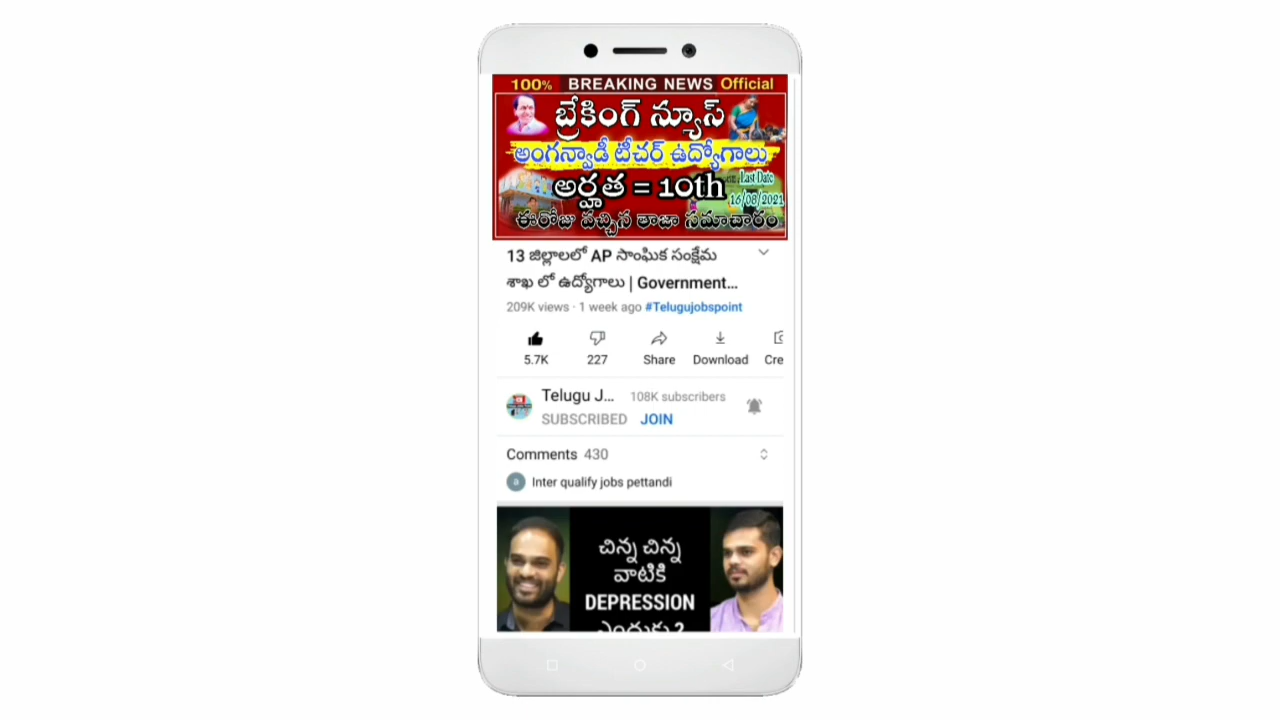 100% BREAKING NEWS Official
బ్రేకింగ్ న్యూస్
అంగన్వాడీ టీచర్ ఉద్యోగాలు
Last Date
అర్హత = 10th
16/08/2021
ఈరోజు వచ్చిన తాజా సమాచారం
13 జిల్లాలలో AP సాంఘిక సంక్షేమ
శాఖ లో ఉద్యోగాలు | Government...
209K views · 1 week ago #Telugujobspoint
5.7K 227 Share Download Cre
Telugu J... 108K subscribers
SUBSCRIBED JOIN
Comments 430
a Inter qualify jobs pettandi
చిన్న చిన్న
వాటికి
DEPRESSION
ఎందుకు ?